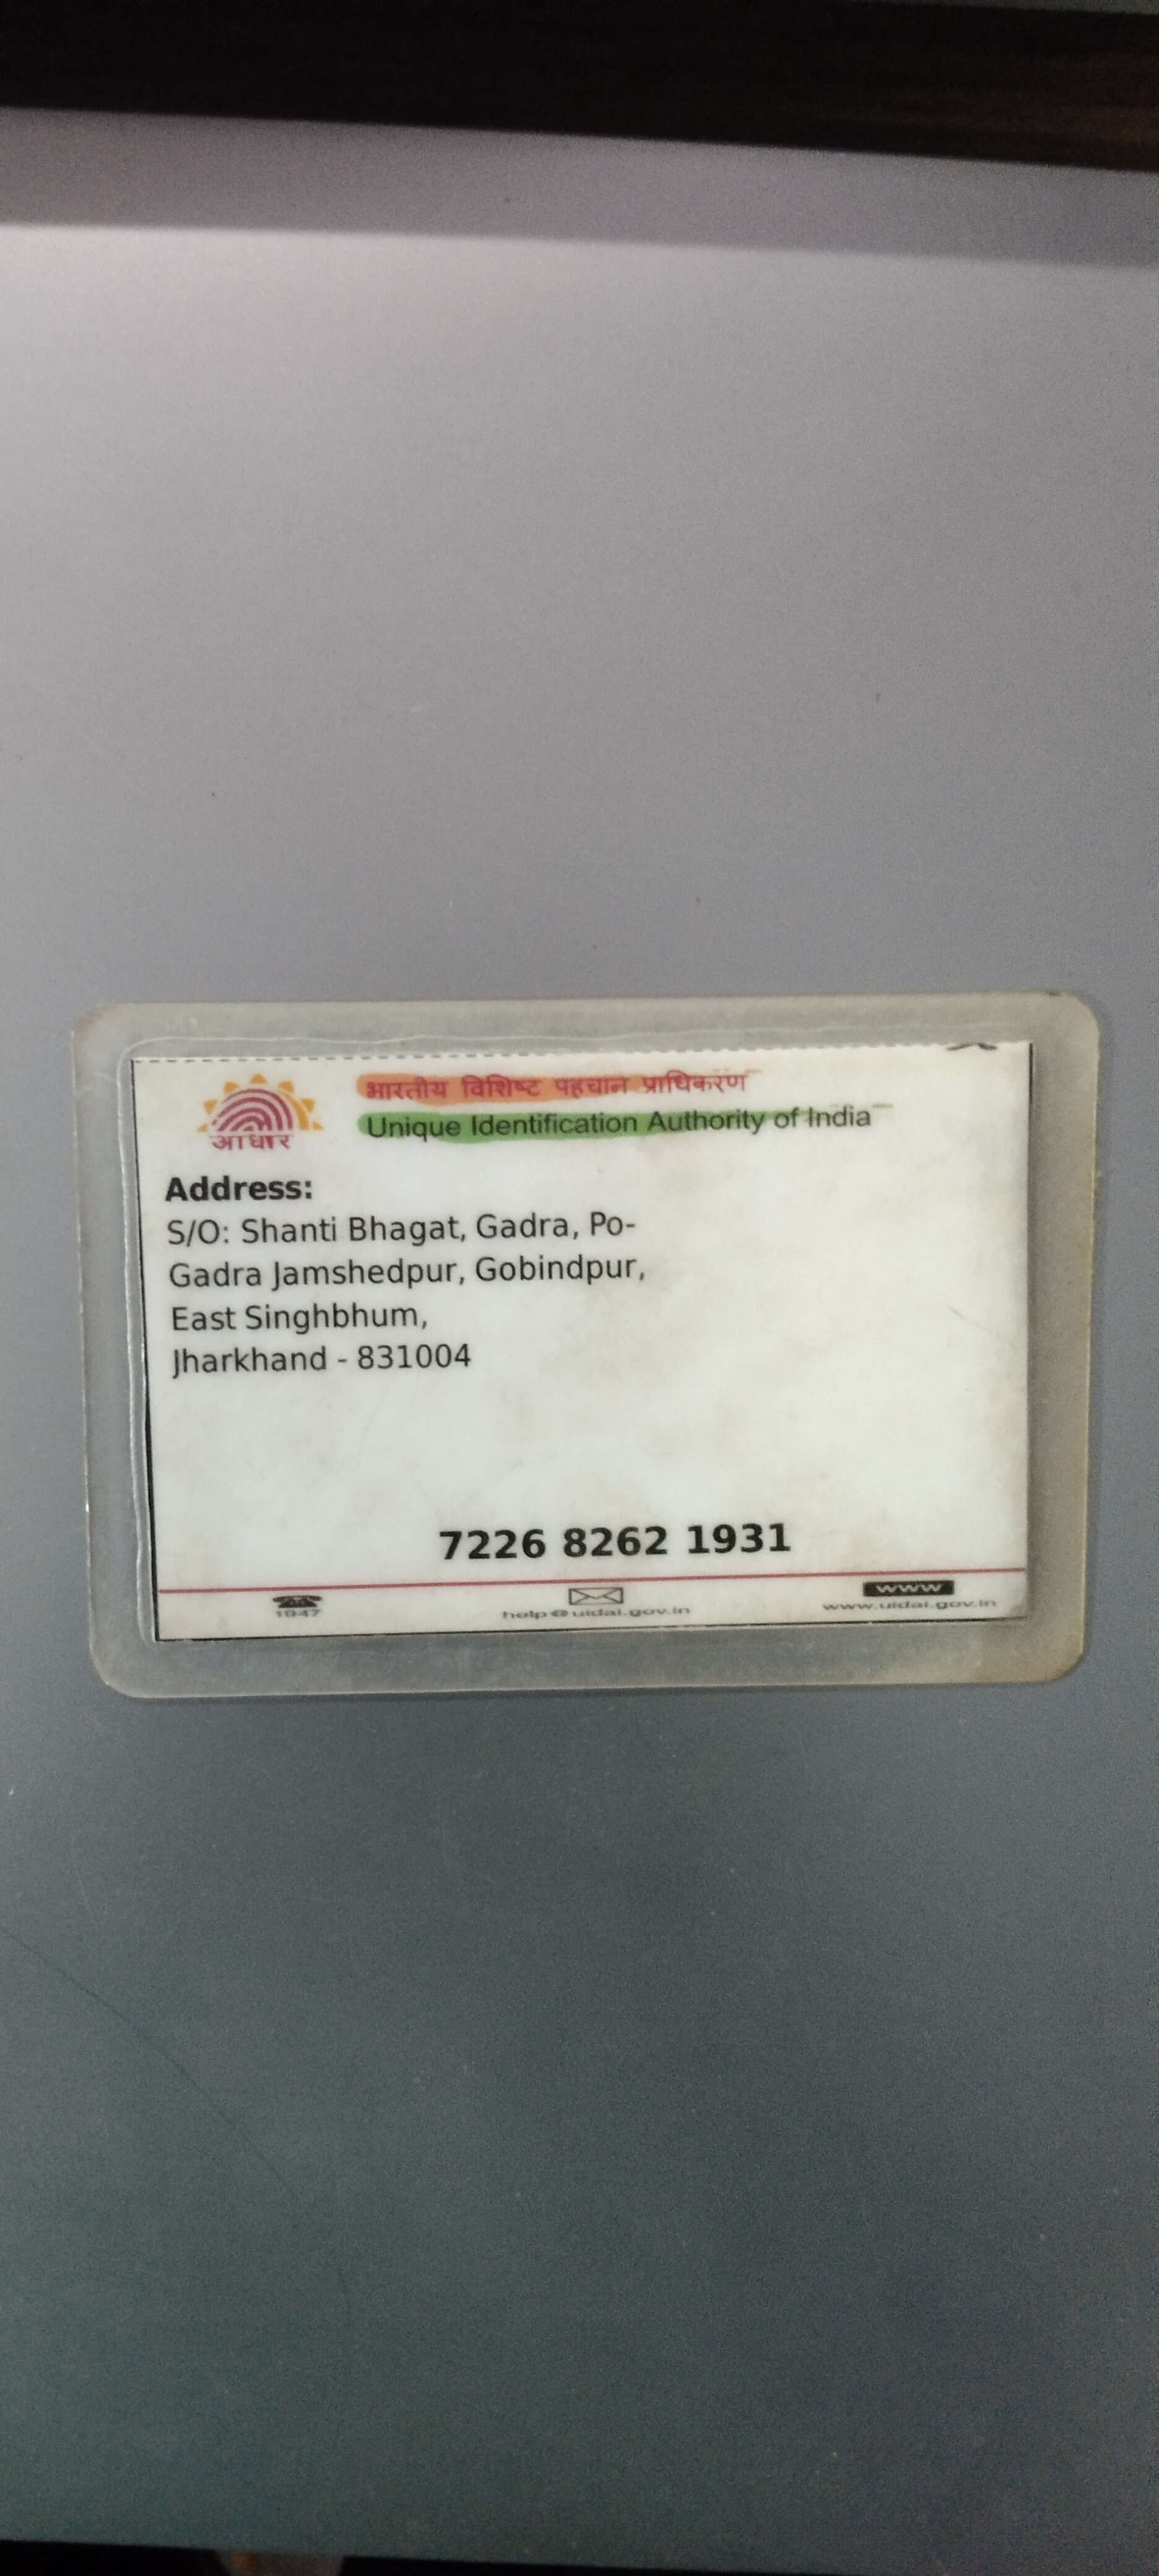 आधार
भारतीय विशिष्ट पहचान प्राधिकरण
Unique Identification Authority of India
Address:
S/O: Shanti Bhagat, Gadra, Po-
Gadra Jamshedpur, Gobindpur,
East Singhbhum,
Jharkhand - 831004
7226 8262 1931
1947
help@uidai.gov.in
www
www.uidai.gov.in